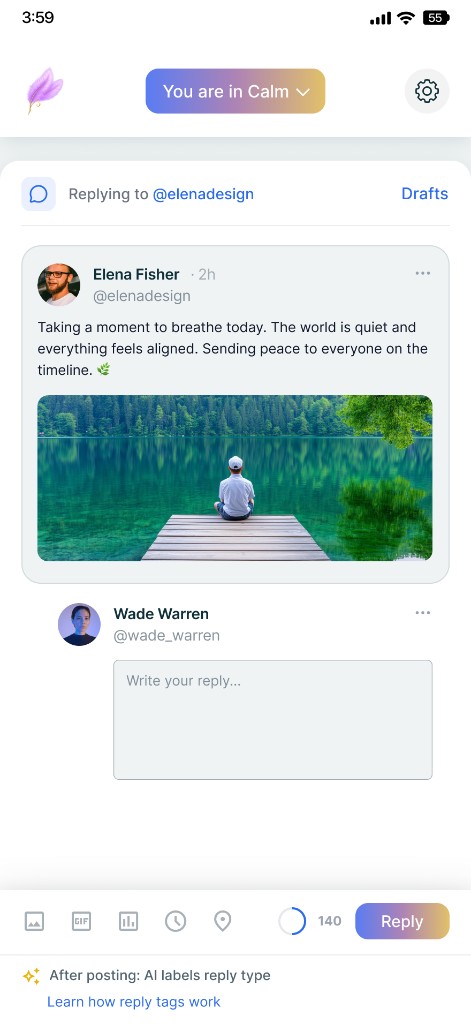 3:59
55
You are in Calm
Replying to @elenadesign
Drafts
Elena Fisher · 2h
@elenadesign
Taking a moment to breathe today. The world is quiet and
everything feels aligned. Sending peace to everyone on the
timeline. 🌿
Wade Warren
@wade_warren
Write your reply...
GIF
140
Reply
After posting: AI labels reply type
Learn how reply tags work